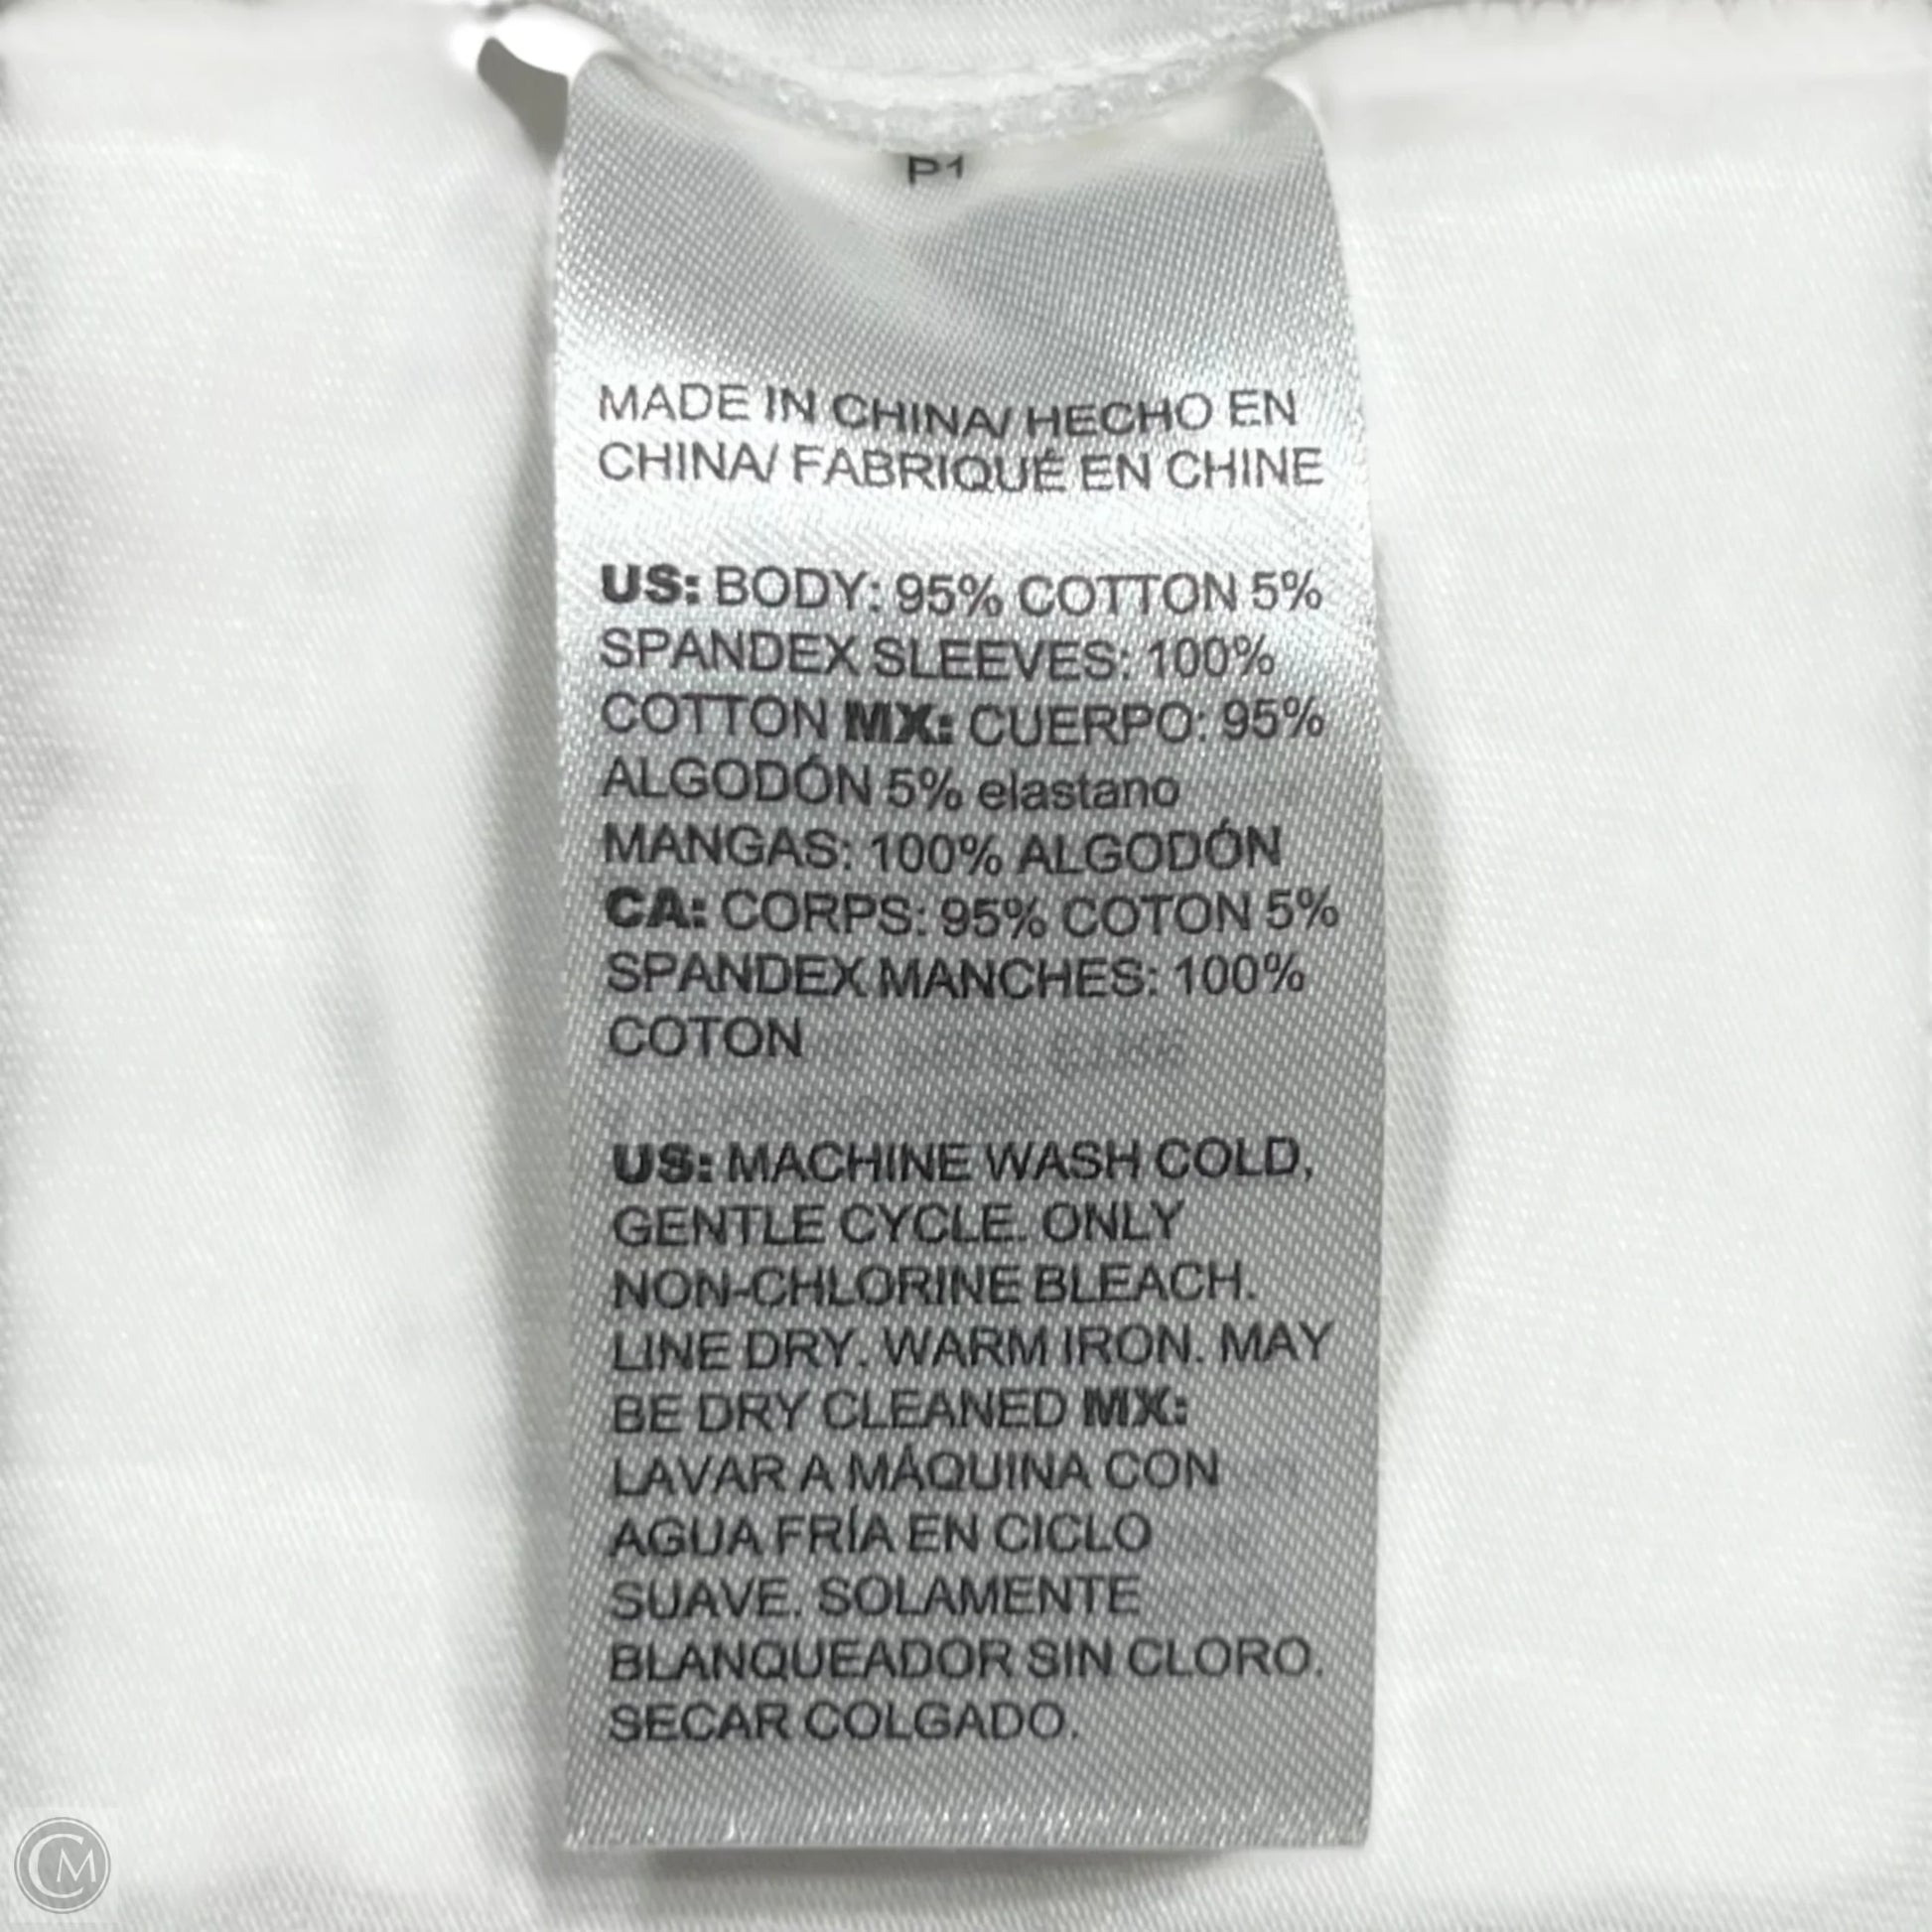 P1
MADE IN CHINA/ HECHO EN
CHINA/ FABRIQUÉ EN CHINE
US: BODY: 95% COTTON 5%
SPANDEX SLEEVES: 100%
COTTON MX: CUERPO: 95%
ALGODÓN 5% elastano
MANGAS: 100% ALGODÓN
CA: CORPS: 95% COTON 5%
SPANDEX MANCHES: 100%
COTON
US: MACHINE WASH COLD,
GENTLE CYCLE. ONLY
NON-CHLORINE BLEACH.
LINE DRY. WARM IRON. MAY
BE DRY CLEANED MX:
LAVAR A MÁQUINA CON
AGUA FRÍA EN CICLO
SUAVE. SOLAMENTE
BLANQUEADOR SIN CLORO.
SECAR COLGADO.
CM